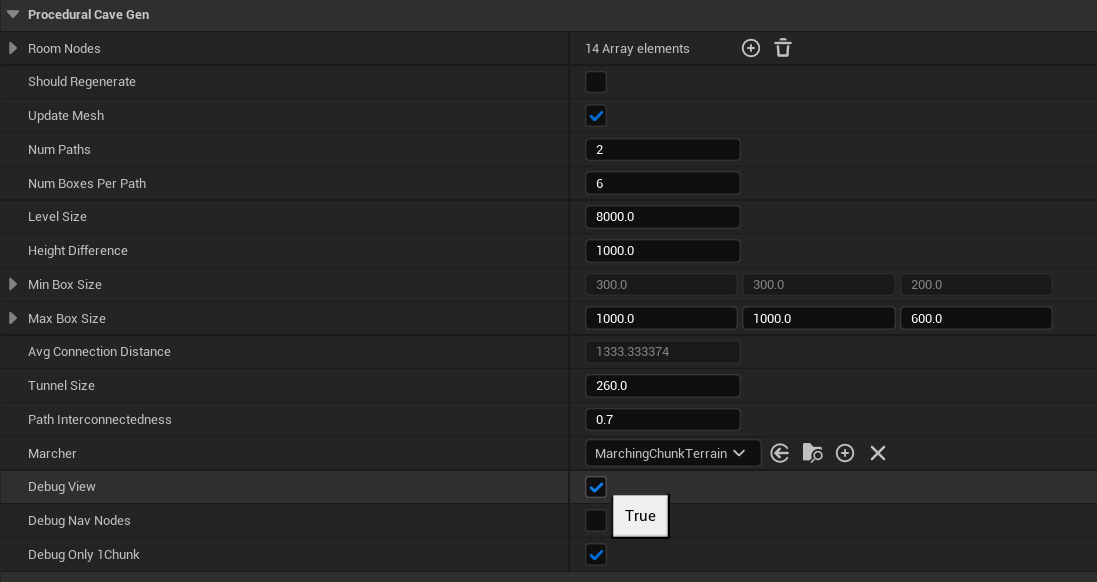 Procedural Cave Gen
Room Nodes 14 Array elements
Should Regenerate
Update Mesh
Num Paths 2
Num Boxes Per Path 6
Level Size 8000.0
Height Difference 1000.0
Min Box Size 300.0 300.0 200.0
Max Box Size 1000.0 1000.0 600.0
Avg Connection Distance 1333.333374
Tunnel Size 260.0
Path Interconnectedness 0.7
Marcher MarchingChunkTerrain
Debug View
True
Debug Nav Nodes
Debug Only 1Chunk